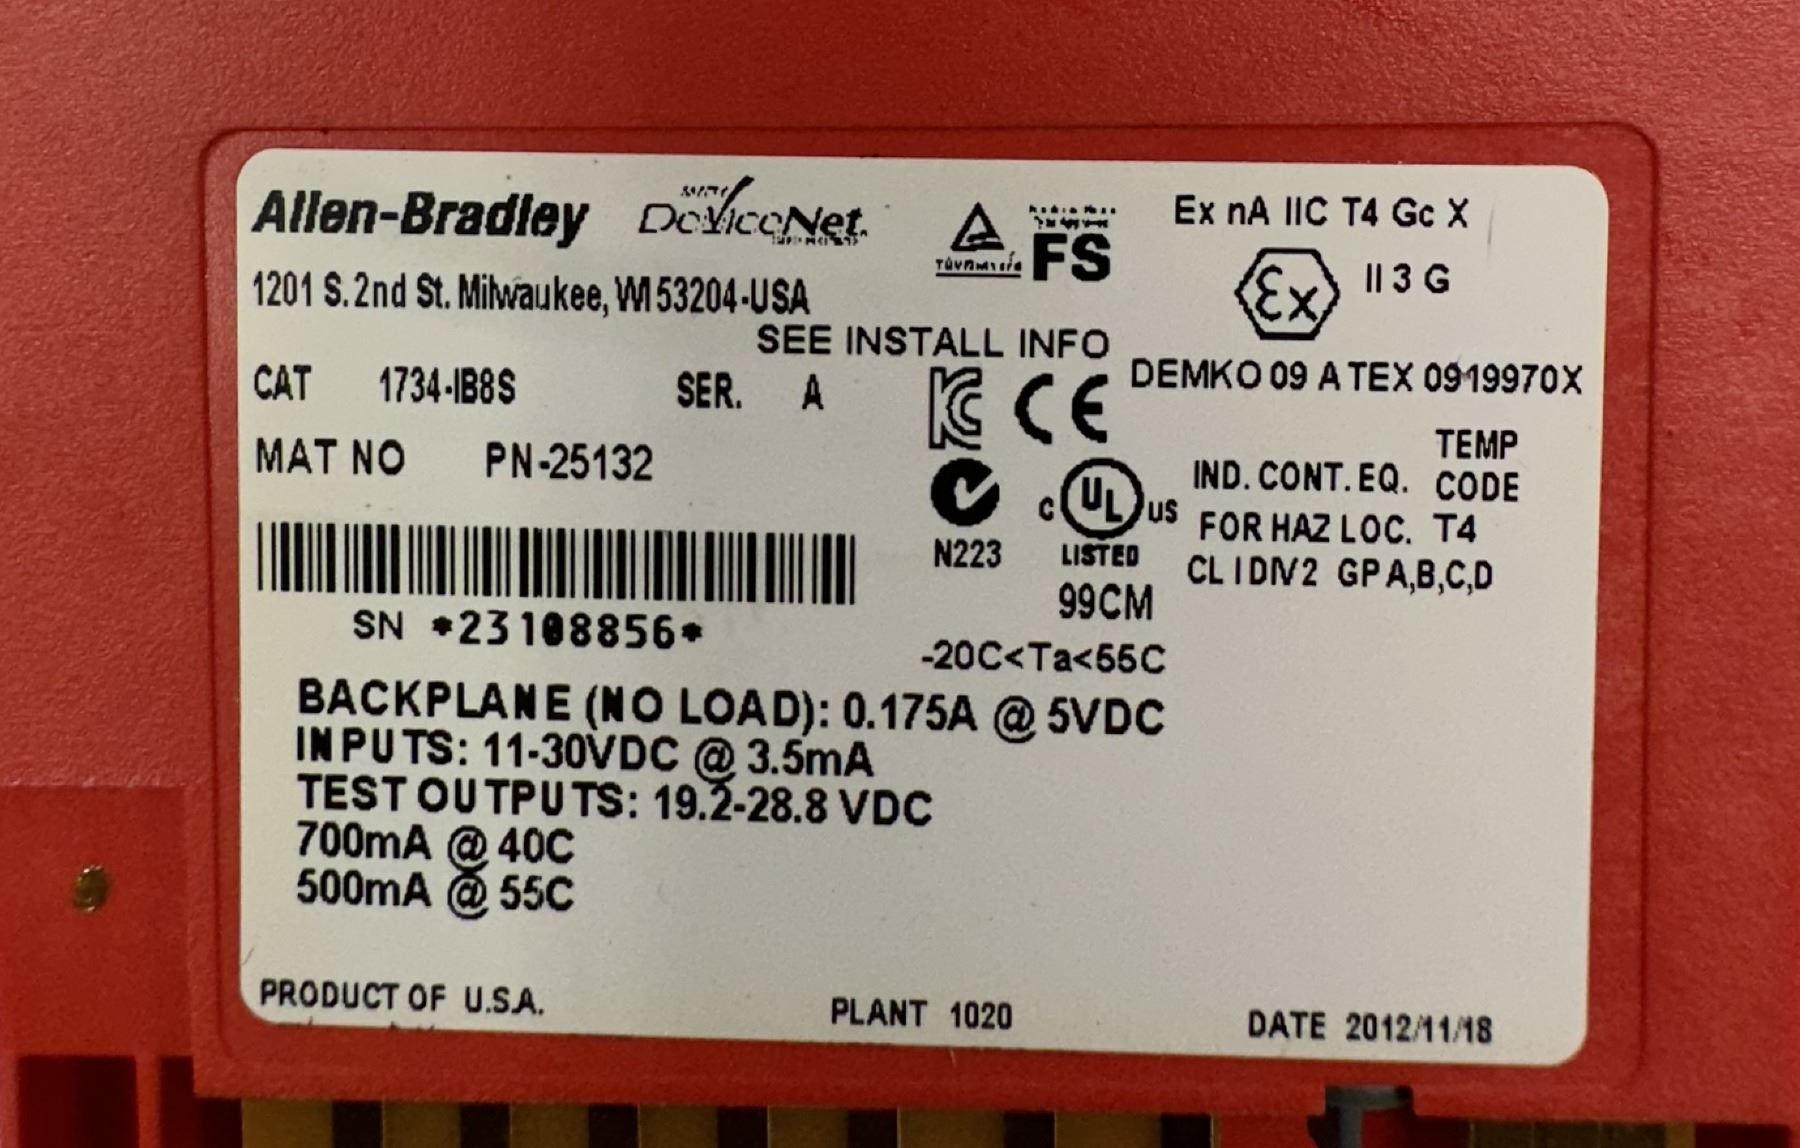 Allen-Bradley DeviceNet
1201 S. 2nd St. Milwaukee, WI 53204-USA
CAT 1734-IB8S SER. A
MAT NO PN-25132
SN *23108856*
FS
SEE INSTALL INFO
Ex nA IIC T4 Gc X
Ex II 3 G
DEMKO 09 ATEX 0919970X
CE
N223
c UL us
LISTED
99CM
IND. CONT. EQ.
FOR HAZ LOC.
CL I DIV 2 GP A,B,C,D
TEMP
CODE
T4
-20C<Ta<55C
BACKPLANE (NO LOAD): 0.175A @ 5VDC
INPUTS: 11-30VDC @ 3.5mA
TEST OUTPUTS: 19.2-28.8 VDC
700mA @ 40C
500mA @ 55C
PRODUCT OF U.S.A. PLANT 1020 DATE 2012/11/18